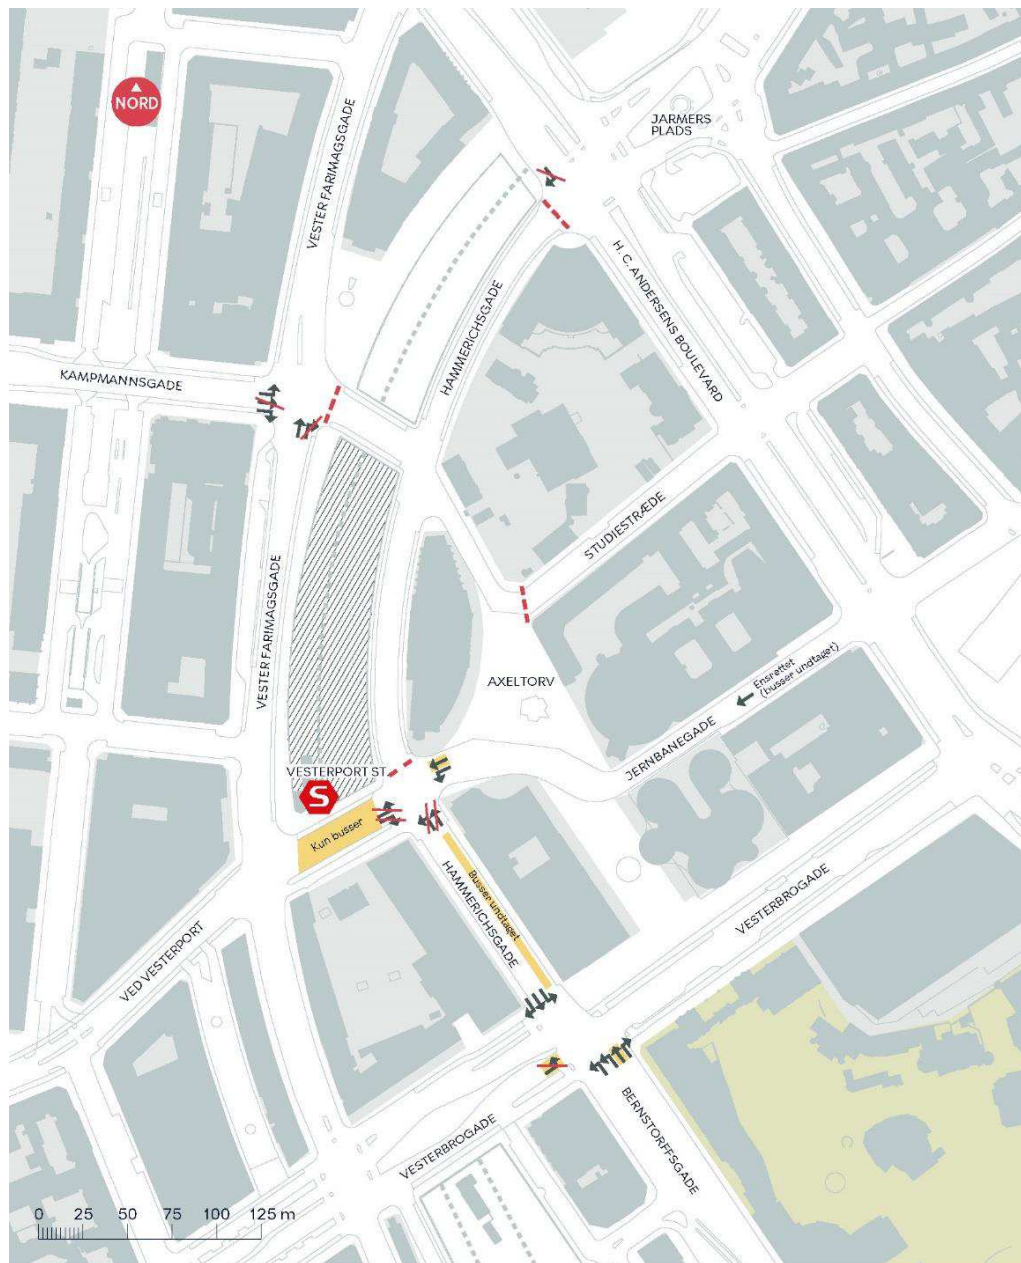 NORD
VESTER FARIMAGSGADE
JARMERS
PLADS
HAMMERICHSGADE
H. C. ANDERSENS BOULEVARD
KAMPMANNSGADE
STUDIESTRÆDE
VESTER FARIMAGSGADE
AXELTORV
Ensrettet
(busser undtaget)
JERNBANEGADE
VESTERPORT ST.
S
Kun busser
HAMMERICHSGADE
Busser undtaget
VESTERBROGADE
VED VESTERPORT
BERNSTORFFSGADE
VESTERBROGADE
0 25 50 75 100 125 m